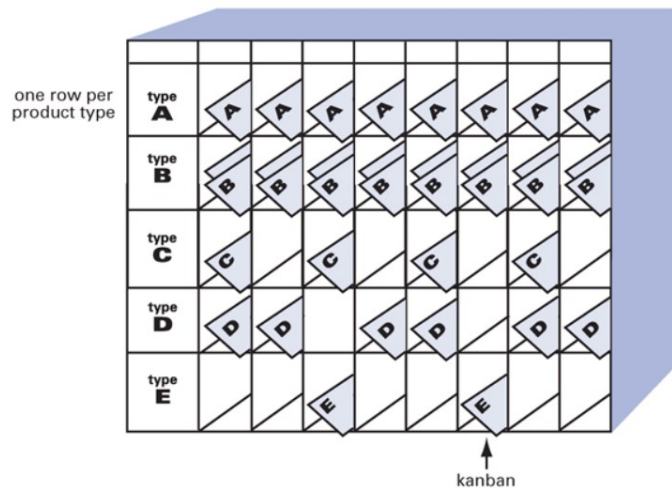 one row per
product type
type
A
A A A A A A A A
type
B
B B B B B B B B
type
C
C C C C
type
D
D D D D D D
type
E
E E
kanban